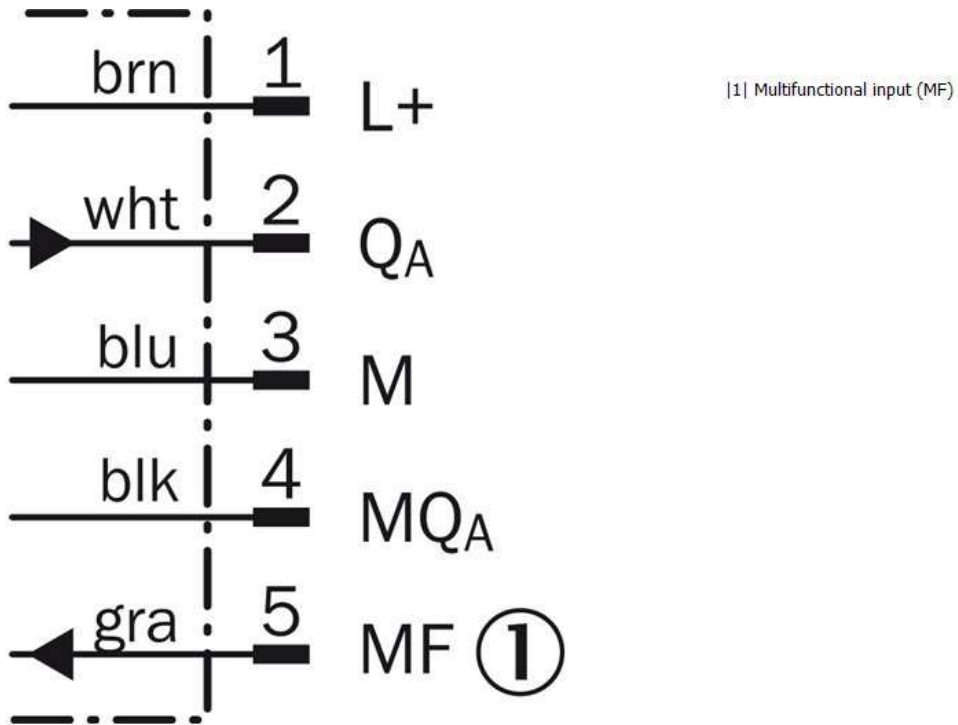 brn 1 L+
|1| Multifunctional input (MF)
wht 2 QA
blu 3 M
blk 4 MQA
gra 5 MF ①